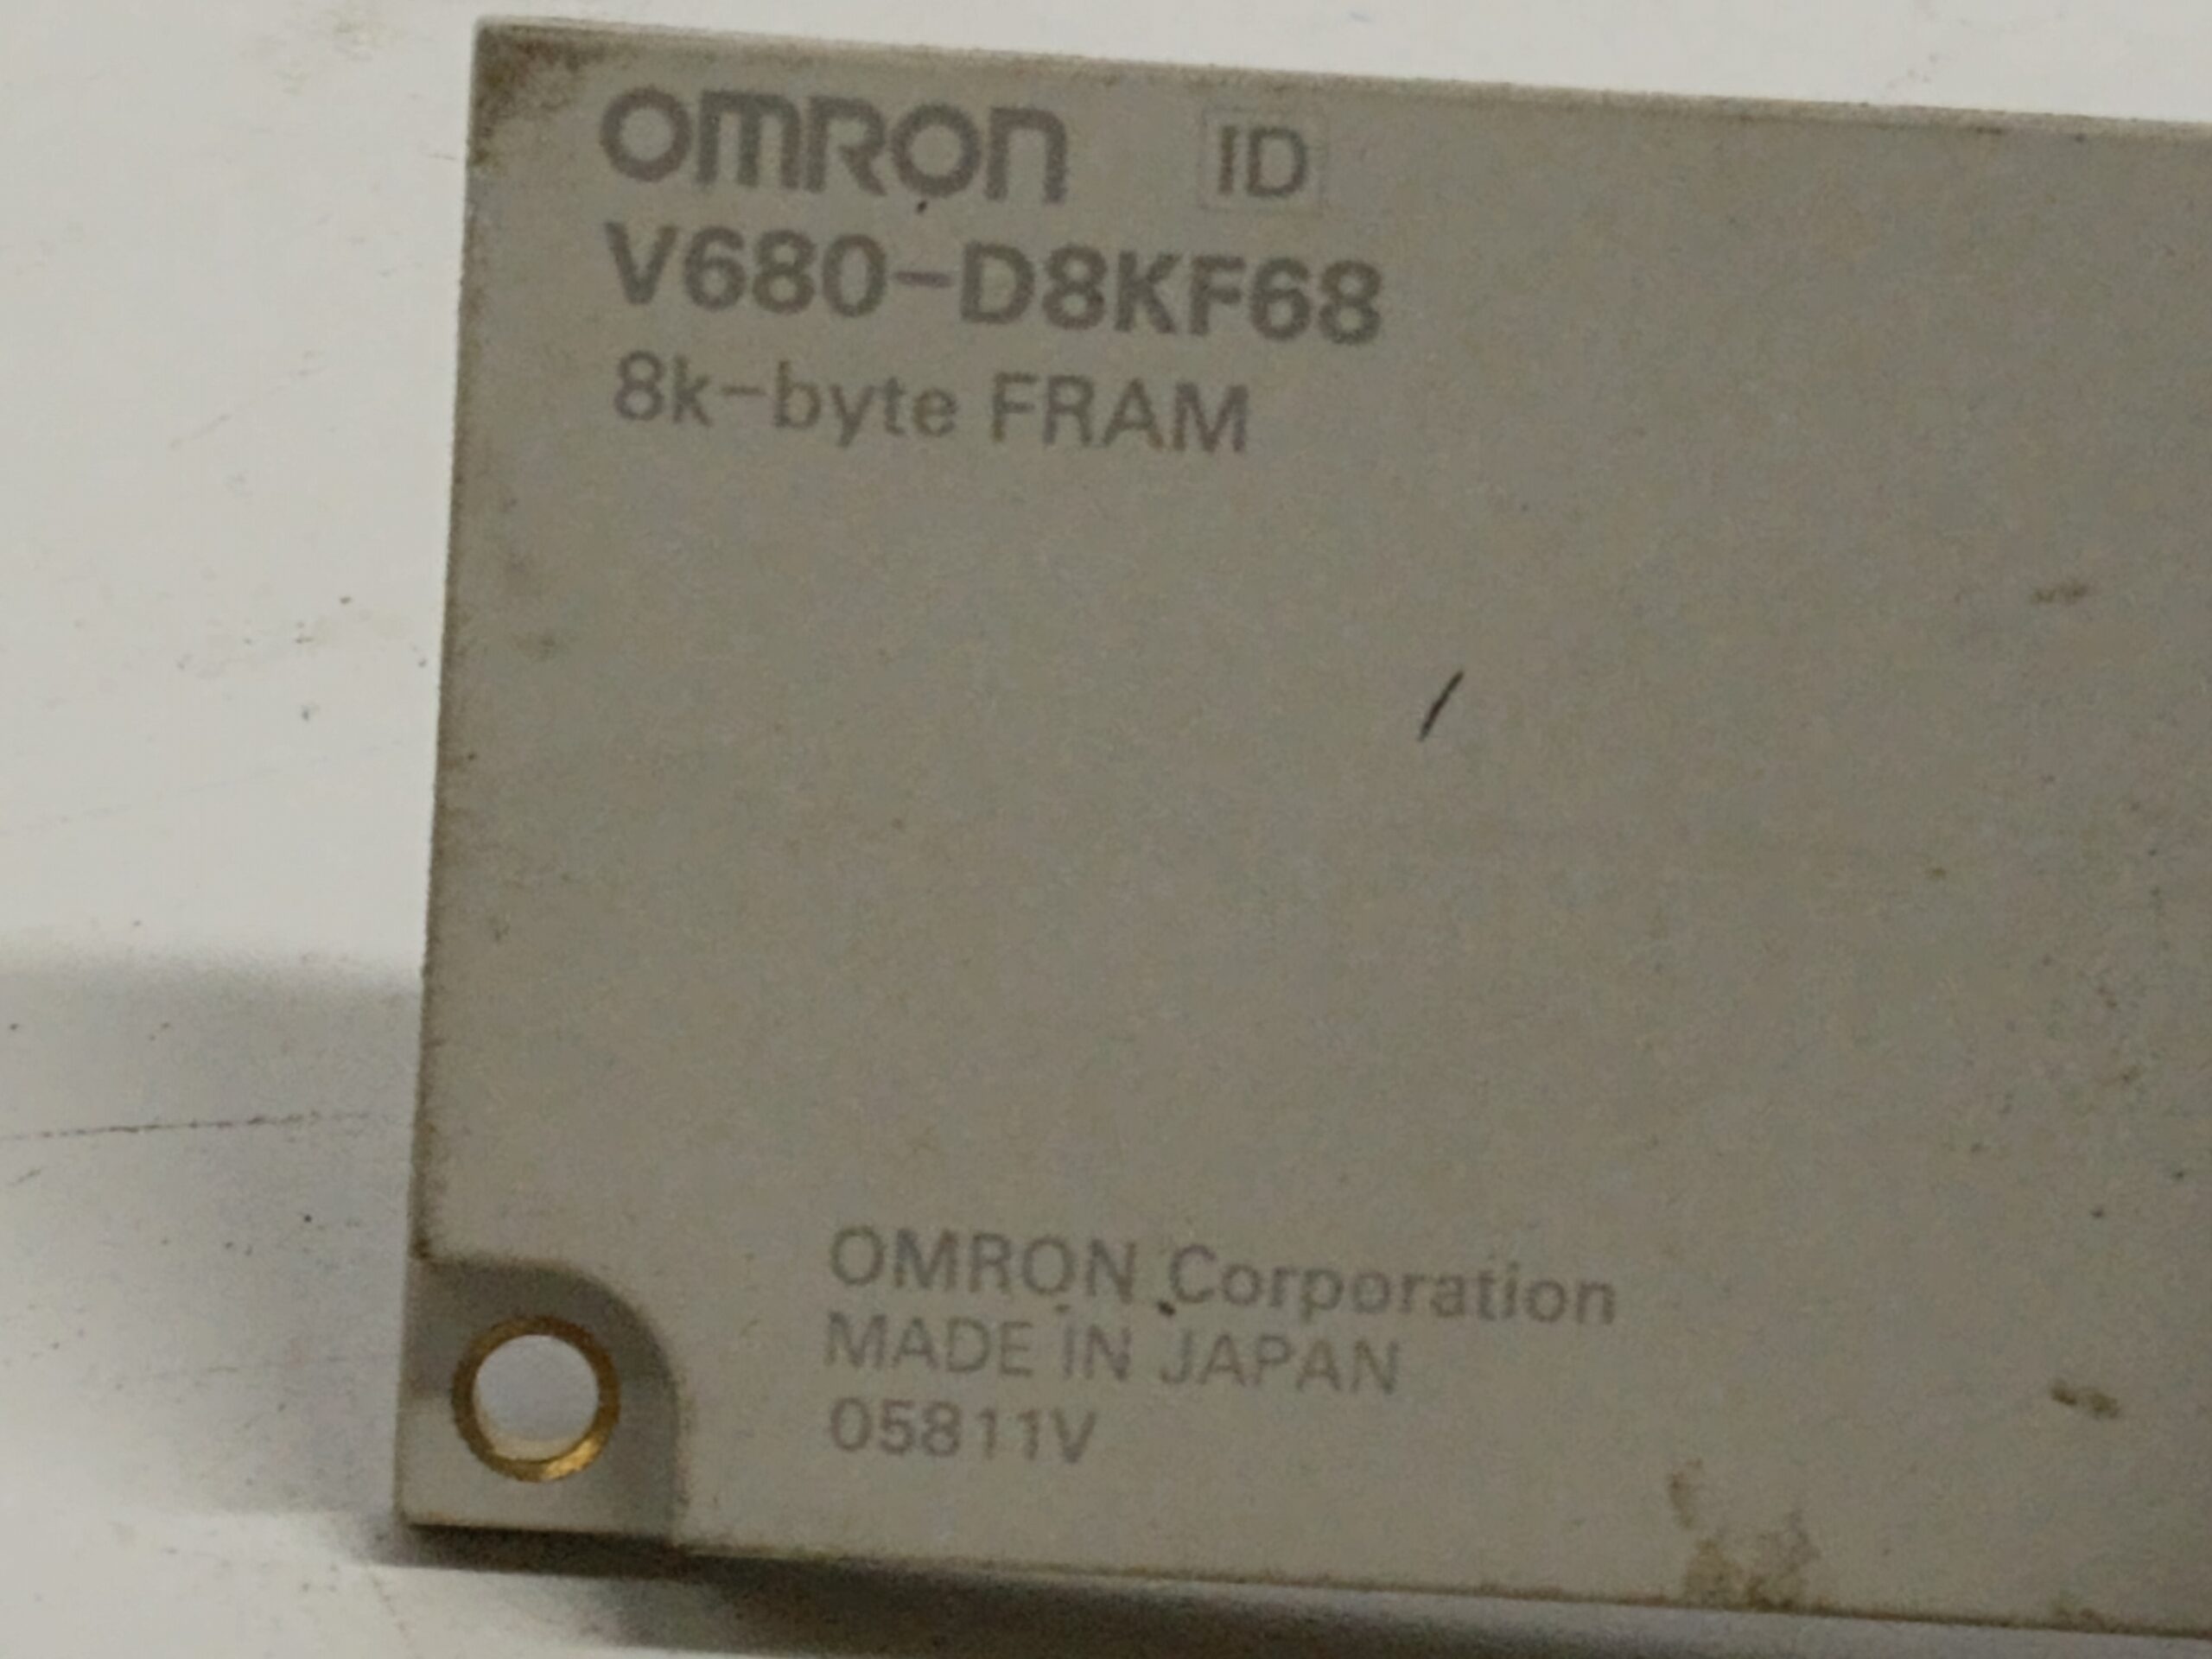 OMRON ID
V680-D8KF68
8k-byte FRAM
OMRON Corporation
MADE IN JAPAN
05811V